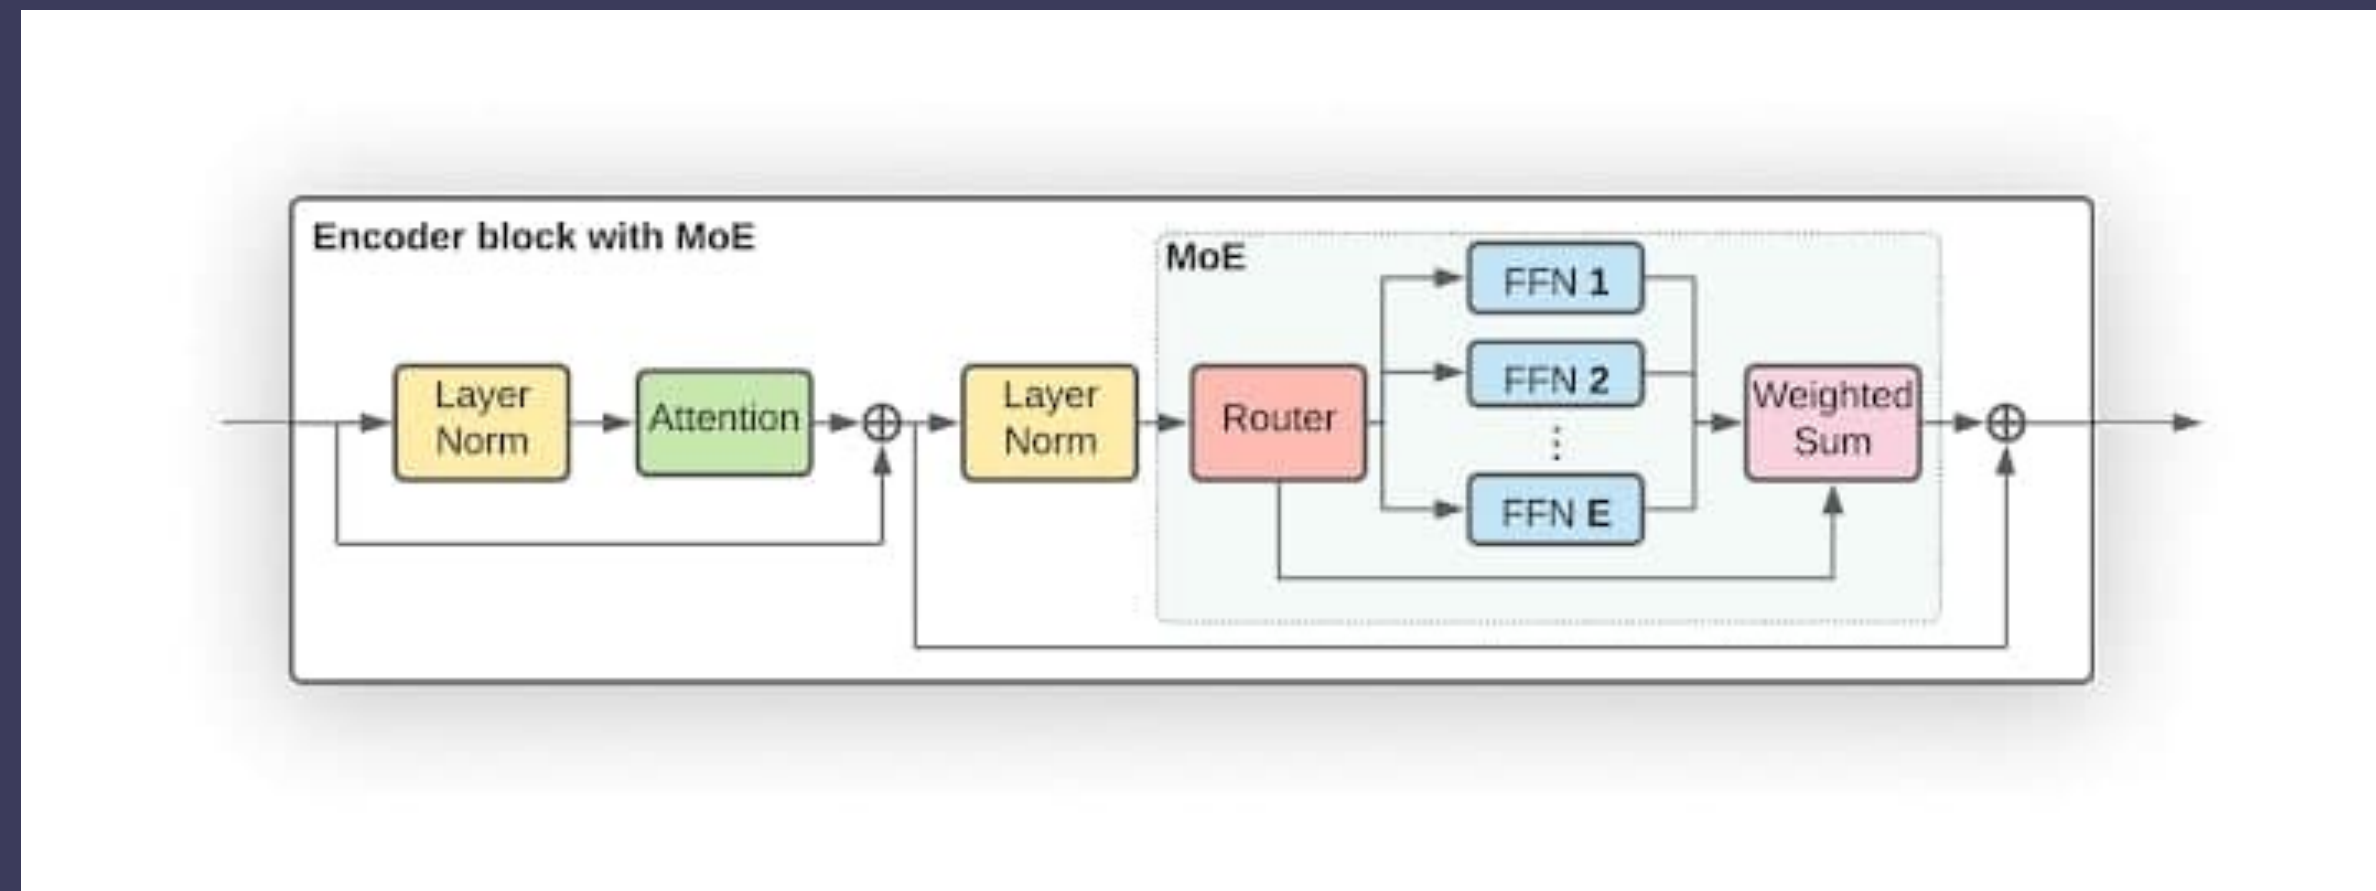 Encoder block with MoE
MoE
Layer
Norm
Attention
Layer
Norm
Router
FFN 1
FFN 2
FFN E
Weighted
Sum